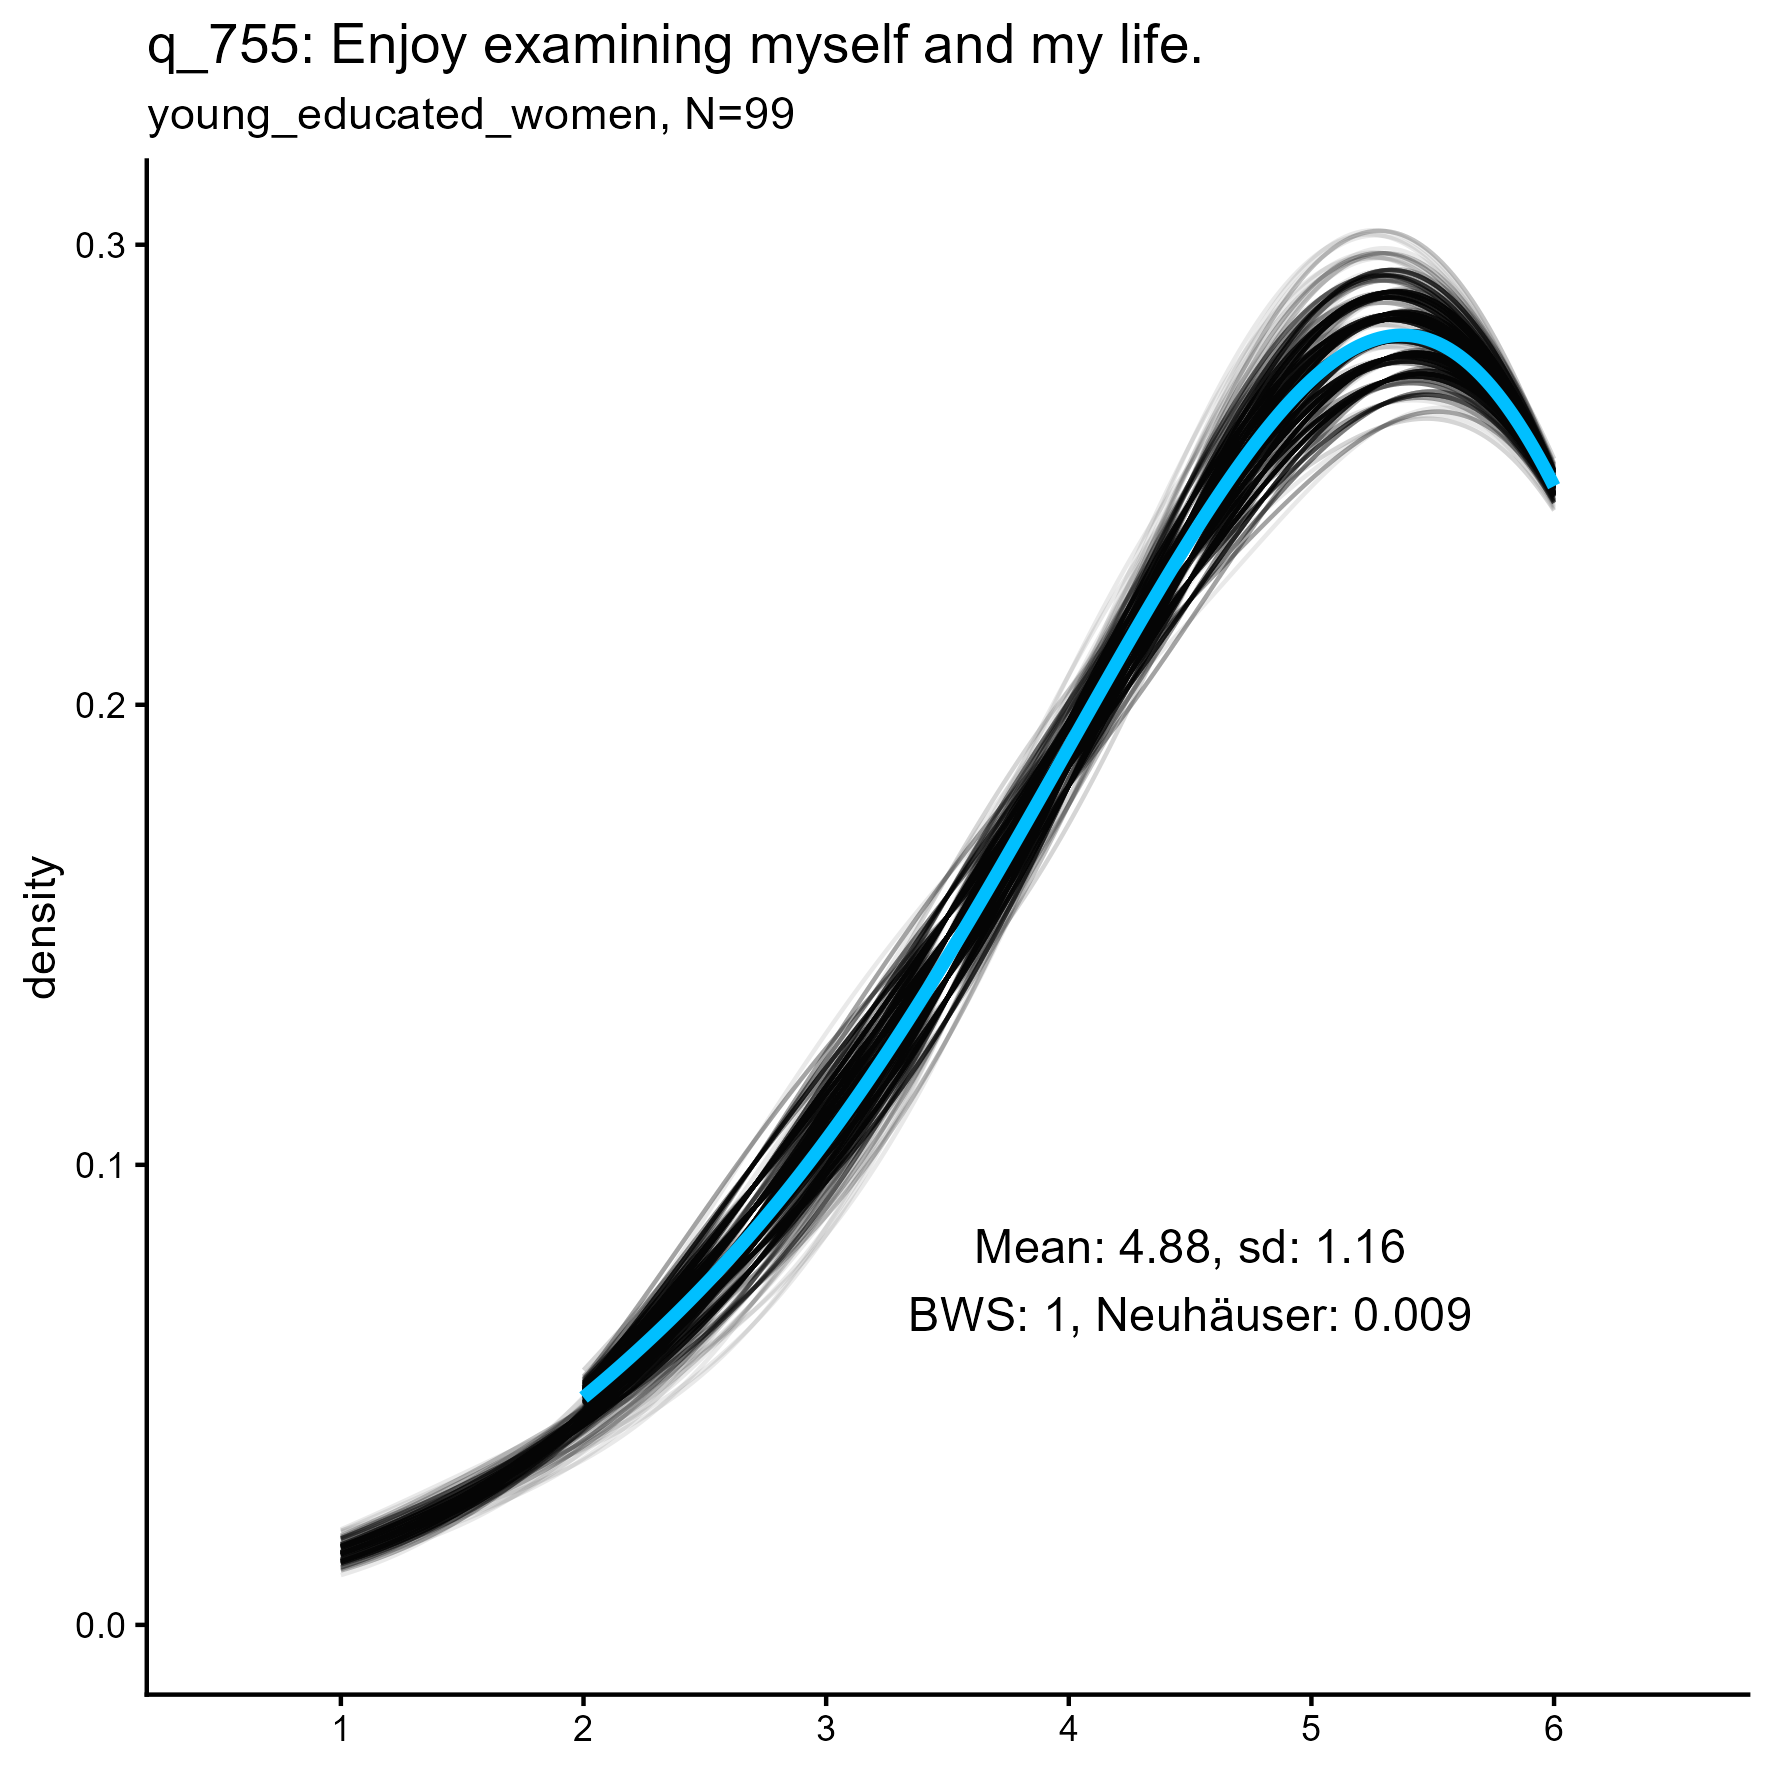 q_755: Enjoy examining myself and my life.
young_educated_women, N=99
0.3
0.2
0.1
0.0
density
Mean: 4.88, sd: 1.16
BWS: 1, Neuhäuser: 0.009
1 2 3 4 5 6